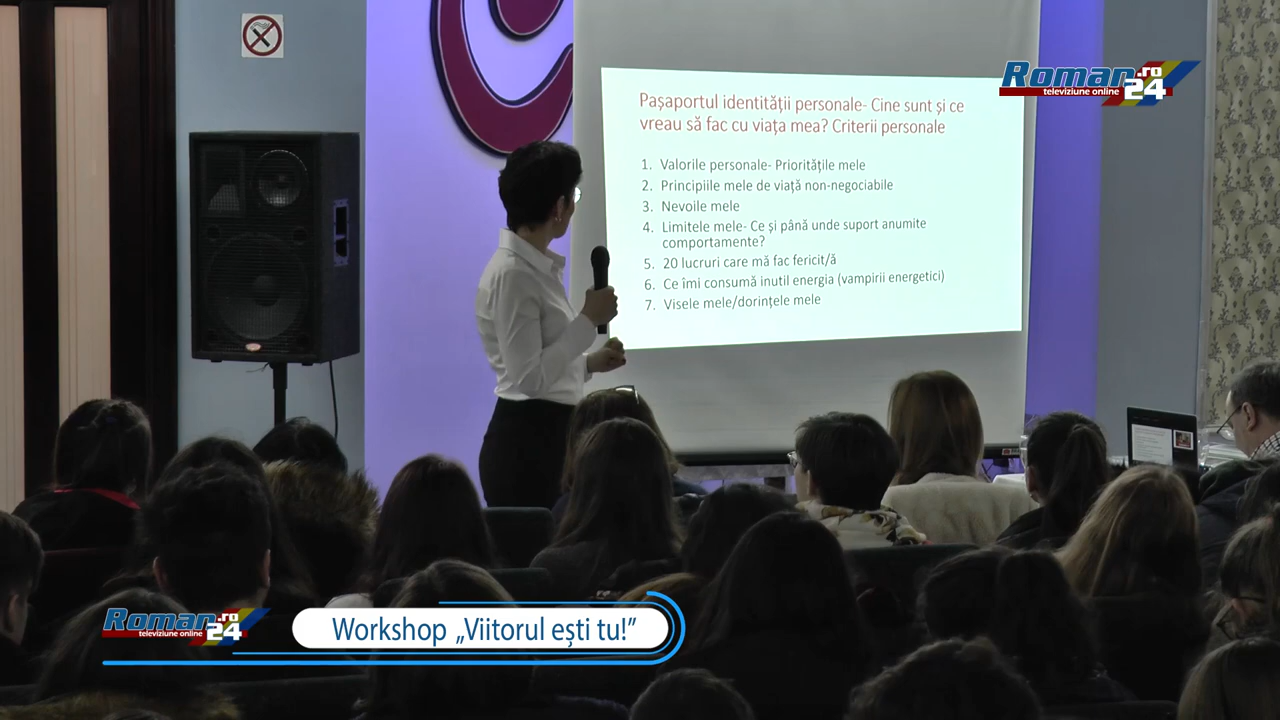 Roman.ro
24
televiziune online
Pașaportul identității personale- Cine sunt și ce
vreau să fac cu viața mea? Criterii personale
1. Valorile personale- Prioritățile mele
2. Principiile mele de viață non-negociabile
3. Nevoile mele
4. Limitele mele- Ce și până unde suport anumite
comportamente?
5. 20 lucruri care mă fac fericit/ă
6. Ce îmi consumă inutil energia (vampirii energetici)
7. Visele mele/dorințele mele
Roman.ro
24
televiziune online
Workshop „Viitorul ești tu!”